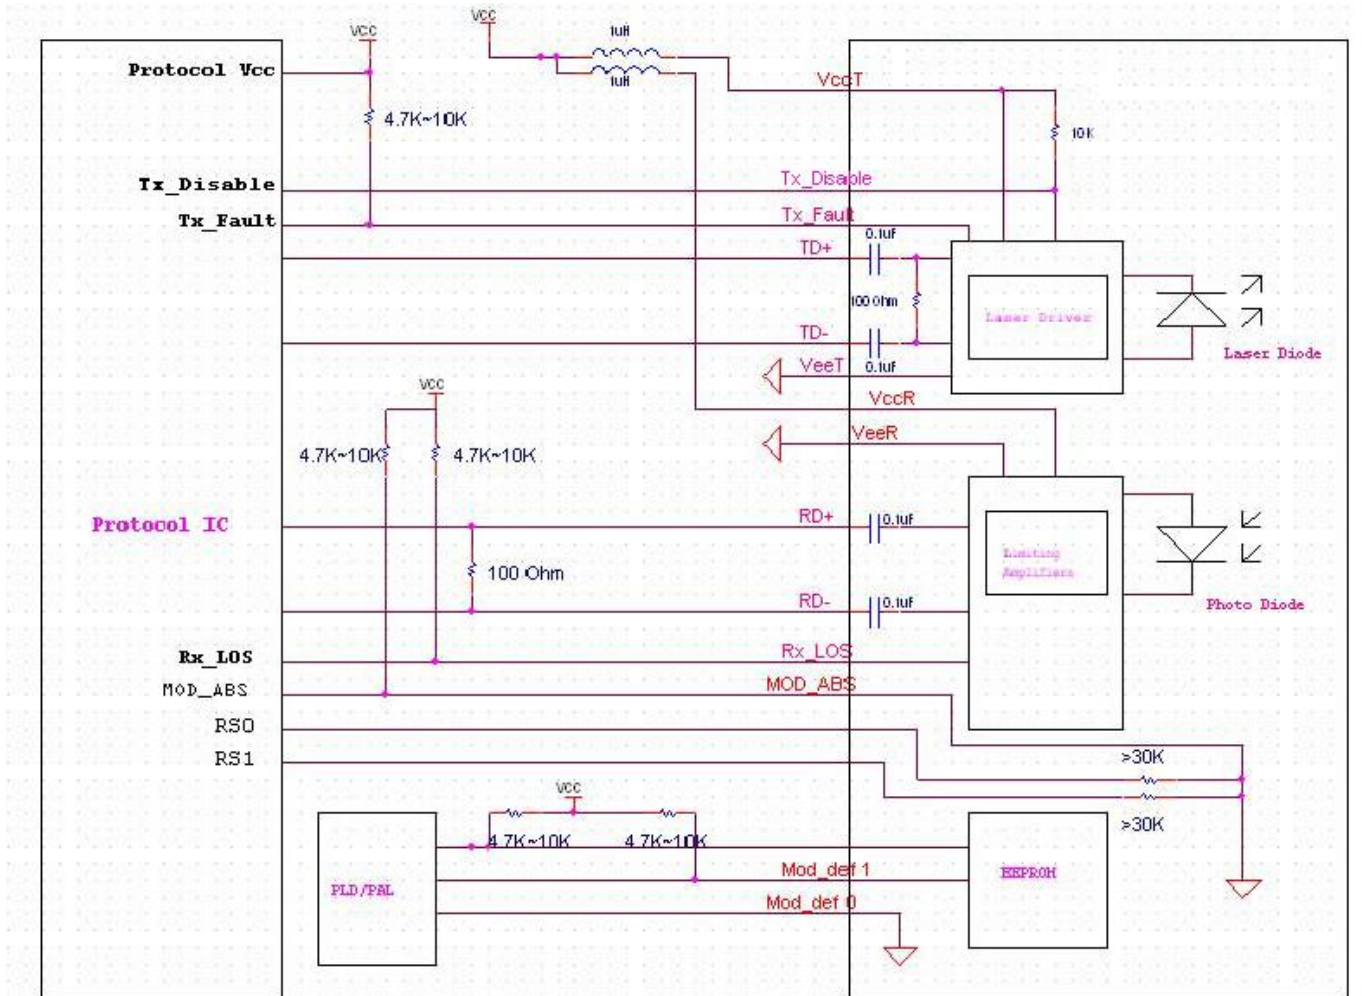 VCC
VCC
1uH
1uH
Protocol Vcc
VccT
4.7K~10K
10K
Tx_Disable
Tx_Disable
Tx_Fault
Tx_Fault
0.1uF
TD+
100 Ohm
Laser Driver
TD-
Laser Diode
VeeT
0.1uF
VCC
VccR
VeeR
4.7K~10K
4.7K~10K
Protocol IC
RD+
0.1uF
Limiting
Amplifiers
100 Ohm
RD-
0.1uF
Photo Diode
Rx_LOS
Rx_LOS
MOD_ABS
MOD_ABS
RS0
RS1
>30K
VCC
>30K
4.7K~10K
4.7K~10K
Mod_def 1
EEPROM
PLD/PAL
Mod_def 0